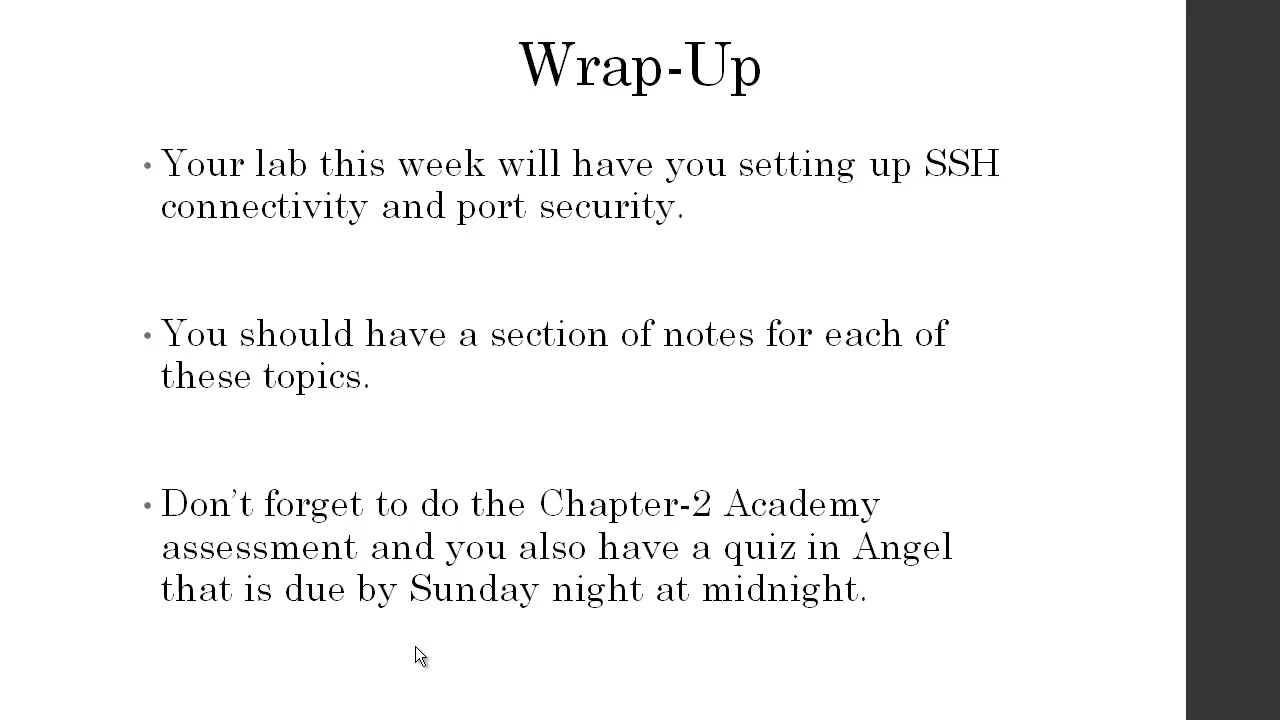 Wrap-Up
• Your lab this week will have you setting up SSH
connectivity and port security.
• You should have a section of notes for each of
these topics.
• Don’t forget to do the Chapter-2 Academy
assessment and you also have a quiz in Angel
that is due by Sunday night at midnight.